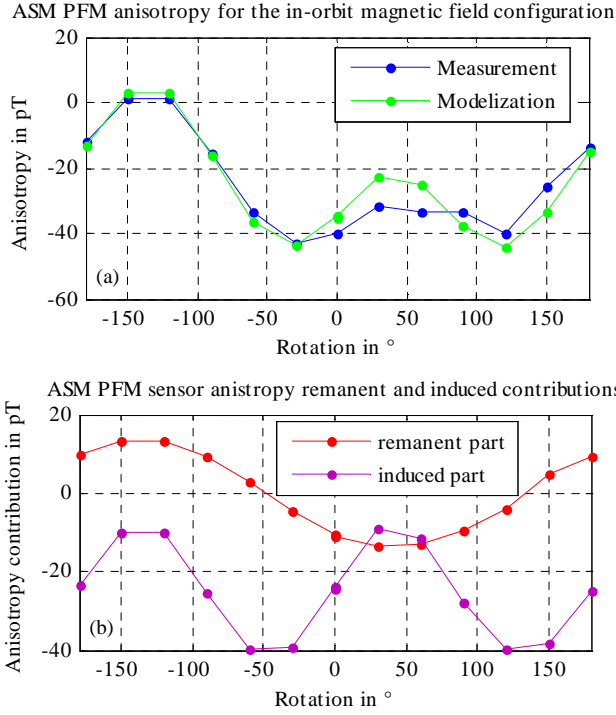 ASM PFM anisotropy for the in-orbit magnetic field configuration
20
0
-20
-40
-60
Anisotropy in pT
Measurement
Modelization
(a)
-150 -100 -50 0 50 100 150
Rotation in °
ASM PFM sensor anistropy remanent and induced contributions
20
0
-20
-40
Anisotropy contribution in pT
remanent part
induced part
(b)
-150 -100 -50 0 50 100 150
Rotation in °